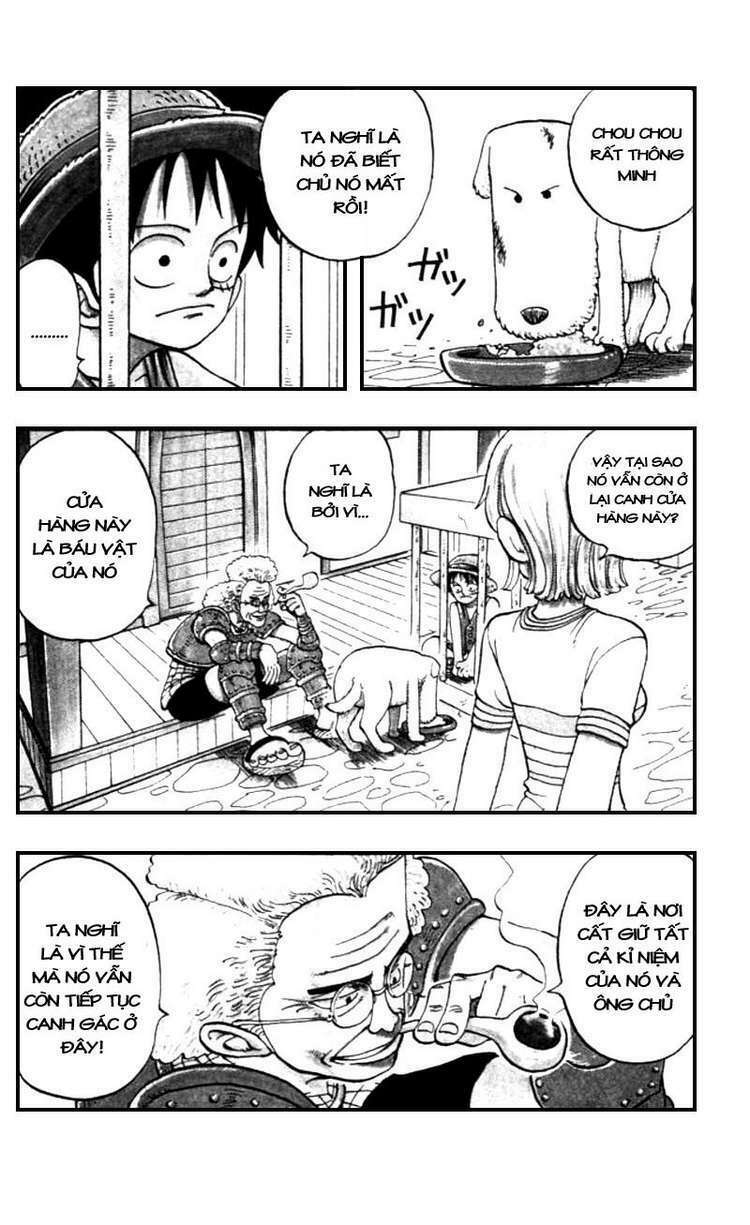 CHOU CHOU
RẤT THÔNG
MINH
ガツ
ガツ
TA NGHĨ LÀ
NÓ ĐÃ BIẾT
CHỦ NÓ MẤT
RỒI!
..........
VẬY TẠI SAO
NÓ VẪN CÒN Ở
LẠI CANH CỬA
HÀNG NÀY?
TA
NGHĨ LÀ
BỞI VÌ...
CỬA
HÀNG NÀY
LÀ BÁU VẬT
CỦA NÓ
ĐÂY LÀ NƠI
CẤT GIỮ TẤT
CẢ KỈ NIỆM
CỦA NÓ VÀ
ÔNG CHỦ
TA NGHĨ
LÀ VÌ THẾ
MÀ NÓ VẪN
CÒN TIẾP TỤC
CANH GÁC Ở
ĐÂY!